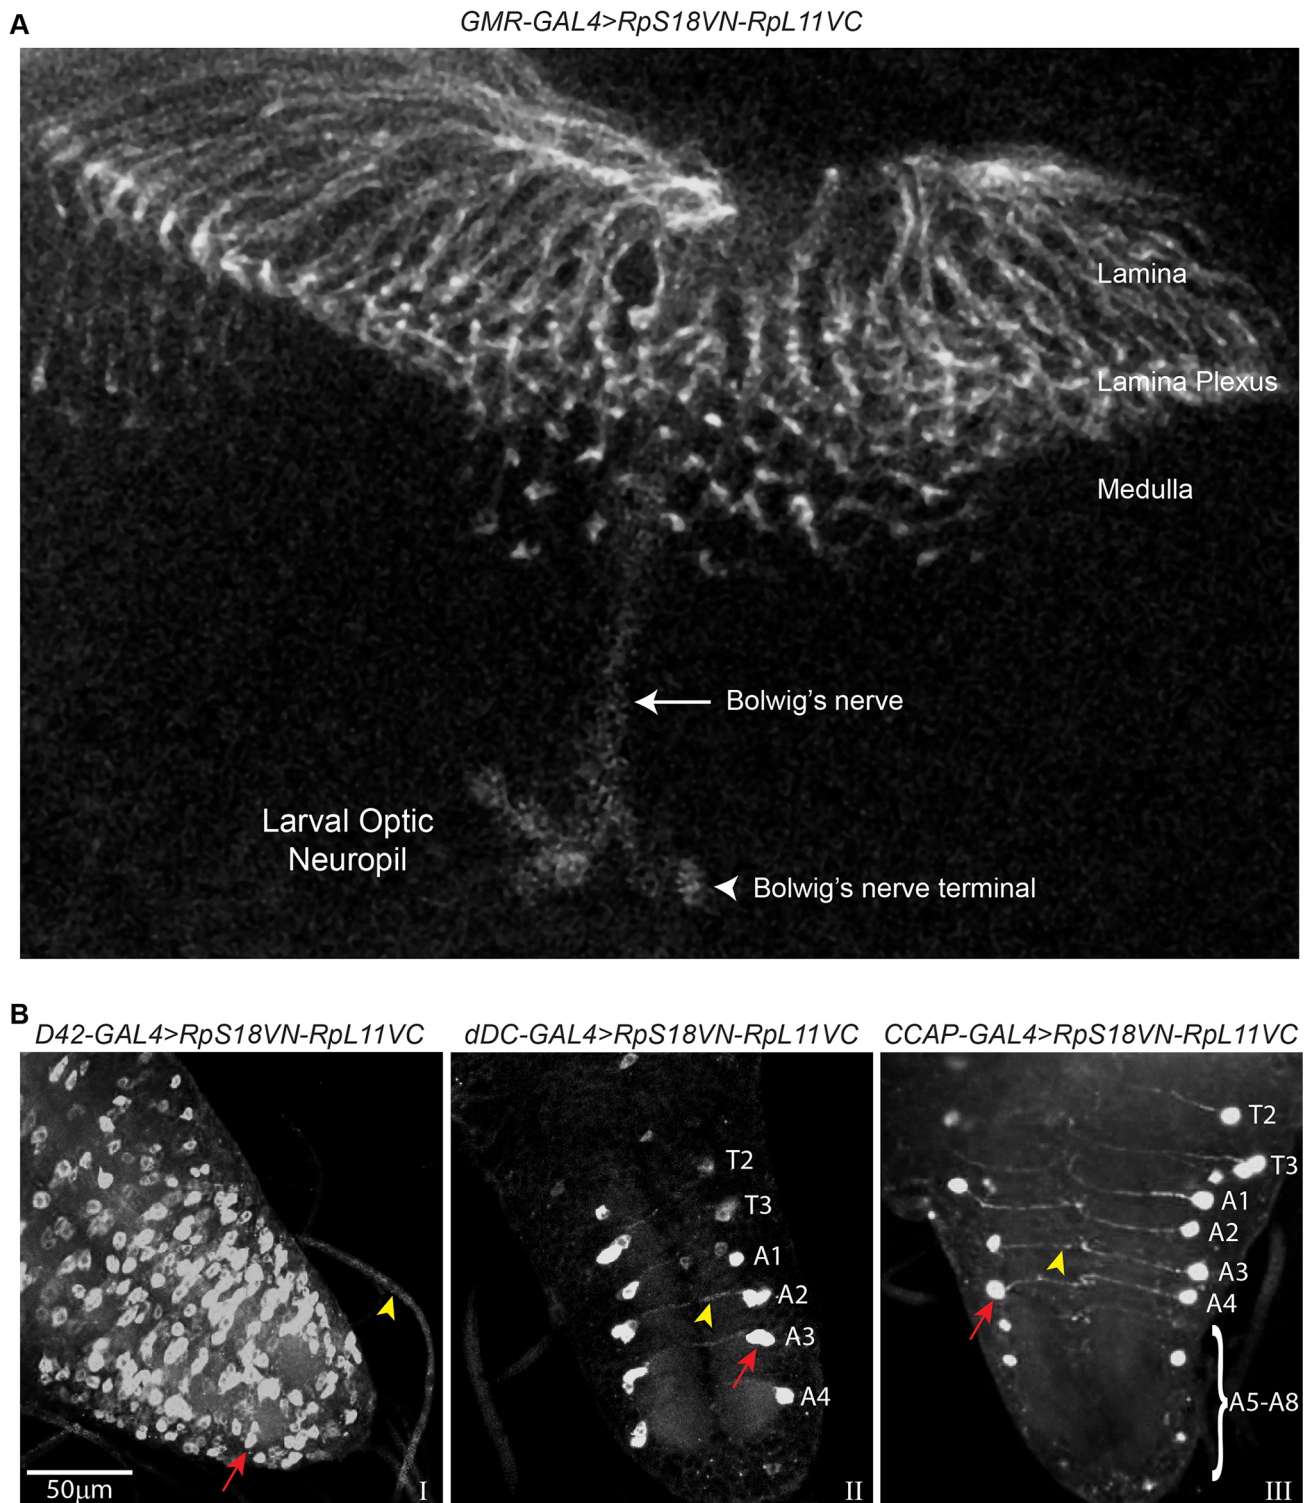 A
GMR-GAL4>RpS18VN-RpL11VC
Lamina
Lamina Plexus
Medulla
Bolwig's nerve
Larval Optic
Neuropil
Bolwig's nerve terminal
B
D42-GAL4>RpS18VN-RpL11VC
dDC-GAL4>RpS18VN-RpL11VC
CCAP-GAL4>RpS18VN-RpL11VC
50μm
I
T2
T3
A1
A2
A3
A4
II
T2
T3
A1
A2
A3
A4
A5-A8
III